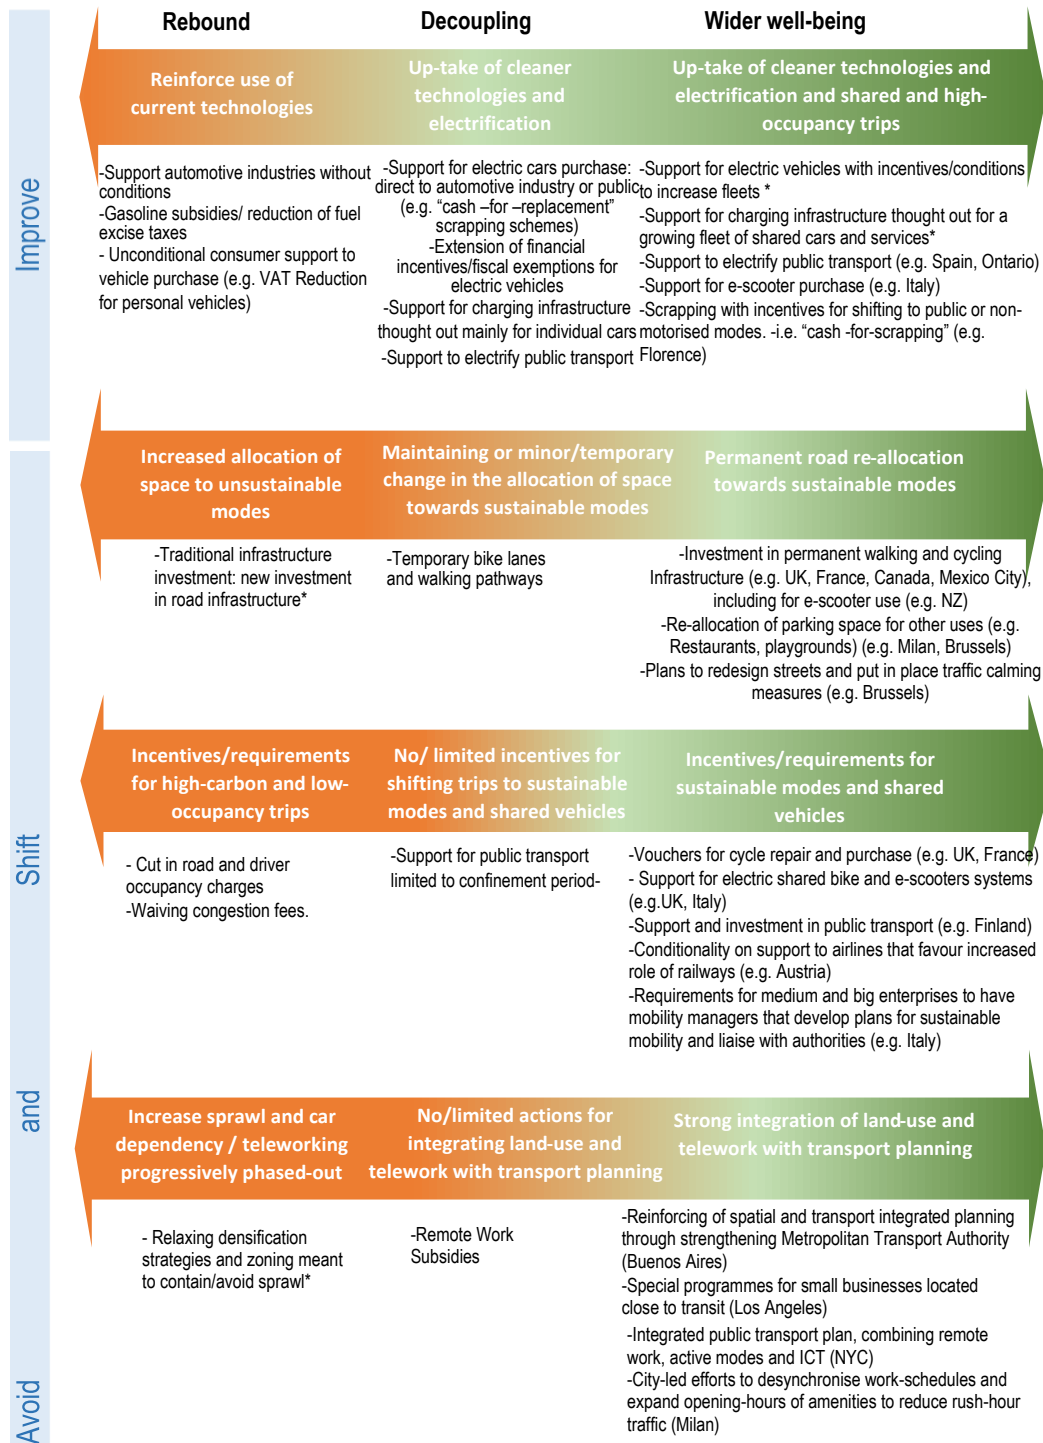 Rebound
Decoupling
Wider well-being
Improve
Reinforce use of
current technologies
Up-take of cleaner
technologies and
electrification
Up-take of cleaner technologies and
electrification and shared and high-
occupancy trips
-Support automotive industries without
conditions
-Gasoline subsidies/ reduction of fuel
excise taxes
- Unconditional consumer support to
vehicle purchase (e.g. VAT Reduction
for personal vehicles)
-Support for electric cars purchase:
direct to automotive industry or public
(e.g. “cash –for –replacement”
scrapping schemes)
-Extension of financial
incentives/fiscal exemptions for
electric vehicles
-Support for charging infrastructure
thought out mainly for individual cars
-Support to electrify public transport
-Support for electric vehicles with incentives/conditions
to increase fleets *
-Support for charging infrastructure thought out for a
growing fleet of shared cars and services*
-Support to electrify public transport (e.g. Spain, Ontario)
-Support for e-scooter purchase (e.g. Italy)
-Scrapping with incentives for shifting to public or non-
motorised modes. -i.e. “cash -for-scrapping” (e.g.
Florence)
Avoid and Shift
Increased allocation of
space to unsustainable
modes
Maintaining or minor/temporary
change in the allocation of space
towards sustainable modes
Permanent road re-allocation
towards sustainable modes
-Traditional infrastructure
investment: new investment
in road infrastructure*
-Temporary bike lanes
and walking pathways
-Investment in permanent walking and cycling
Infrastructure (e.g. UK, France, Canada, Mexico City),
including for e-scooter use (e.g. NZ)
-Re-allocation of parking space for other uses (e.g.
Restaurants, playgrounds) (e.g. Milan, Brussels)
-Plans to redesign streets and put in place traffic calming
measures (e.g. Brussels)
Incentives/requirements
for high-carbon and low-
occupancy trips
No/ limited incentives for
shifting trips to sustainable
modes and shared vehicles
Incentives/requirements for
sustainable modes and shared
vehicles
- Cut in road and driver
occupancy charges
-Waiving congestion fees.
-Support for public transport
limited to confinement period-
-Vouchers for cycle repair and purchase (e.g. UK, France)
- Support for electric shared bike and e-scooters systems
(e.g.UK, Italy)
-Support and investment in public transport (e.g. Finland)
-Conditionality on support to airlines that favour increased
role of railways (e.g. Austria)
-Requirements for medium and big enterprises to have
mobility managers that develop plans for sustainable
mobility and liaise with authorities (e.g. Italy)
Increase sprawl and car
dependency / teleworking
progressively phased-out
No/limited actions for
integrating land-use and
telework with transport planning
Strong integration of land-use and
telework with transport planning
- Relaxing densification
strategies and zoning meant
to contain/avoid sprawl*
-Remote Work
Subsidies
-Reinforcing of spatial and transport integrated planning
through strengthening Metropolitan Transport Authority
(Buenos Aires)
-Special programmes for small businesses located
close to transit (Los Angeles)
-Integrated public transport plan, combining remote
work, active modes and ICT (NYC)
-City-led efforts to desynchronise work-schedules and
expand opening-hours of amenities to reduce rush-hour
traffic (Milan)